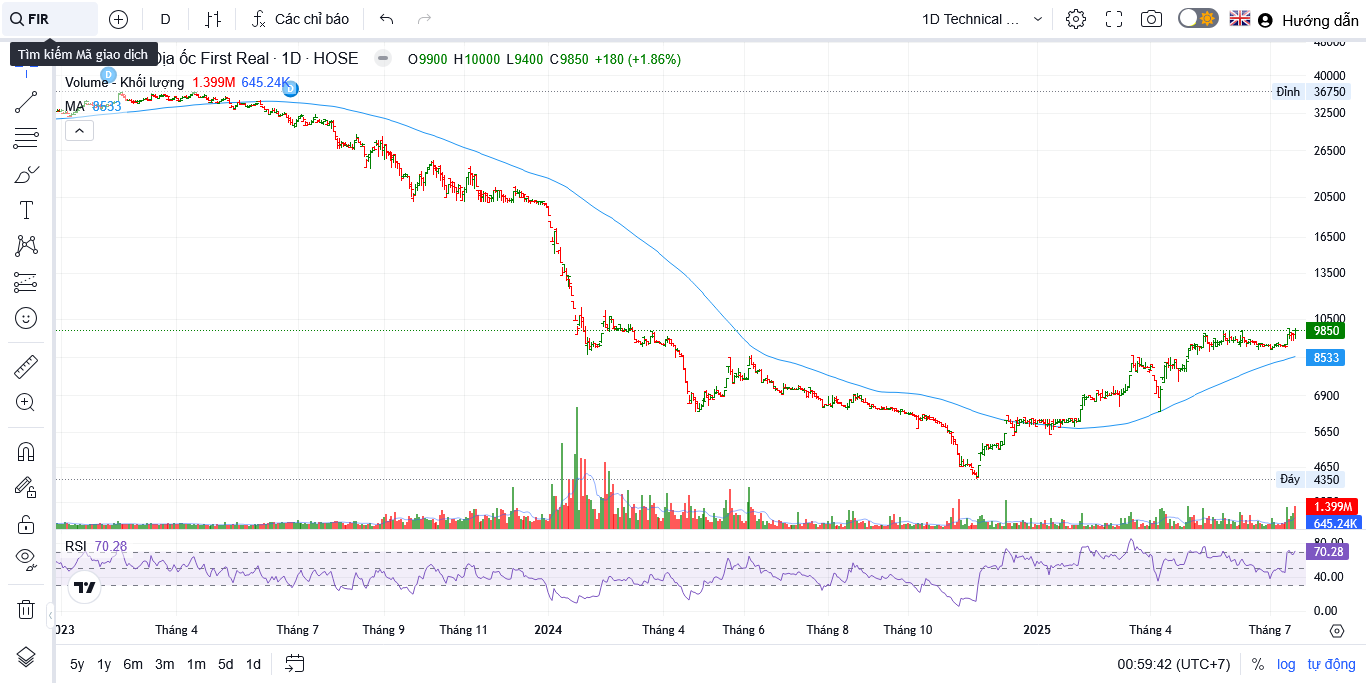 FIR D Các chỉ báo 1D Technical ... Hướng dẫn
Tìm kiếm Mã giao dịch
Địa ốc First Real · 1D · HOSE O9900 H10000 L9400 C9850 +180 (+1.86%)
Volume - Khối lượng 1.399M 645.24K
D
D
MA 8533
40000
Đỉnh 36750
32500
26500
20500
16500
13500
10500
9850
8533
6900
5650
4650
Đáy 4350
1.399M
645.24K
RSI 70.28
80.00
70.28
40.00
0.00
023 Tháng 4 Tháng 7 Tháng 9 Tháng 11 2024 Tháng 4 Tháng 6 Tháng 8 Tháng 10 2025 Tháng 4 Tháng 7
5y 1y 6m 3m 1m 5d 1d 00:59:42 (UTC+7) % log tự động